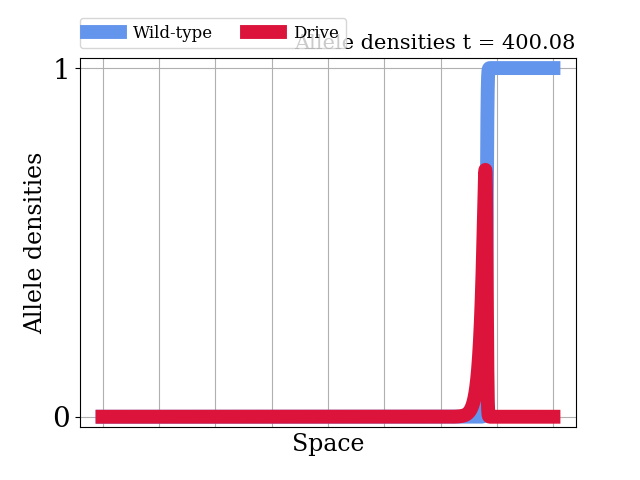 Wild-type
Drive
Allele densities t = 400.08
1
Allele densities
0
Space